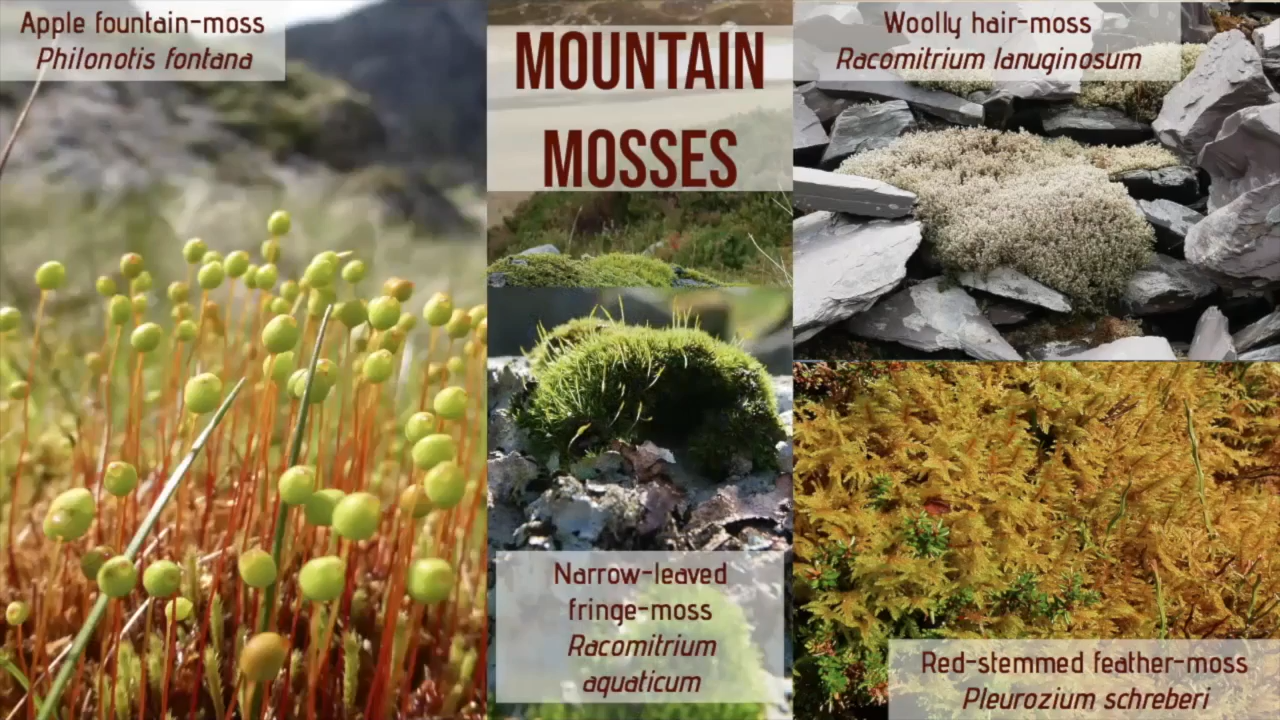 Apple fountain-moss
Philonotis fontana
MOUNTAIN
MOSSES
Woolly hair-moss
Racomitrium lanuginosum
Narrow-leaved
fringe-moss
Racomitrium
aquaticum
Red-stemmed feather-moss
Pleurozium schreberi